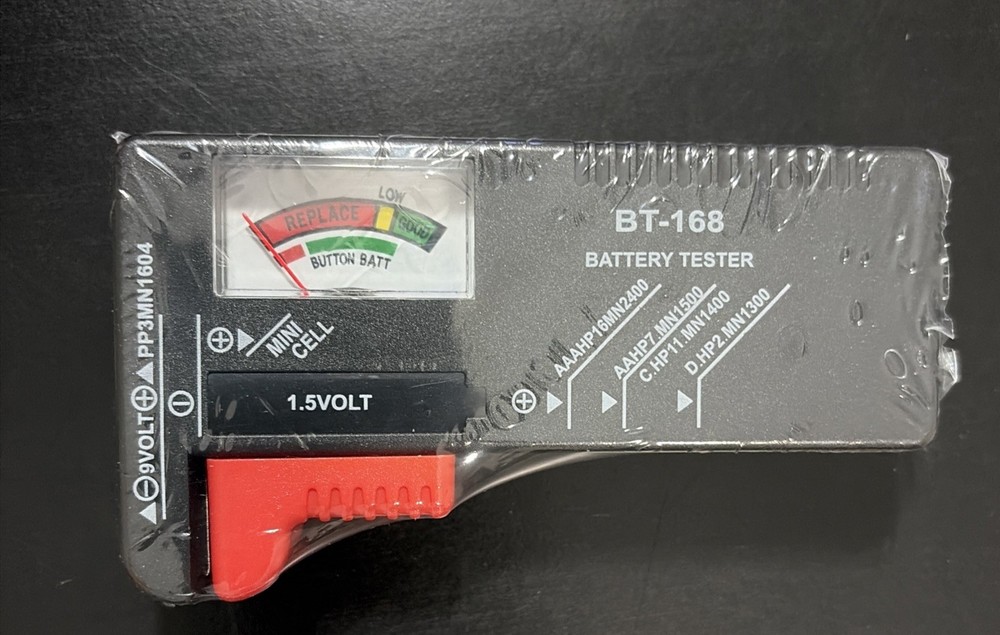 LOW
REPLACE
GOOD
BUTTON BATT
BT-168
BATTERY TESTER
⊖9VOLT⊕ PP3MN1604
⊕ MINI
CELL
⊖
1.5VOLT
⊕
AAAHP16MN2400
AAHP7.MN1500
C.HP11.MN1400
D.HP2.MN1300